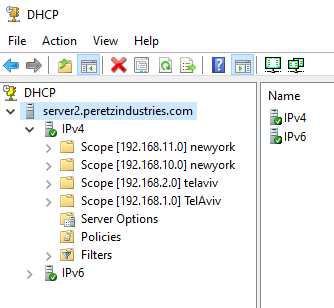 DHCP
File Action View Help
DHCP
server2.peretzindustries.com
IPv4
Scope [192.168.11.0] newyork
Scope [192.168.10.0] newyork
Scope [192.168.2.0] telaviv
Scope [192.168.1.0] TelAviv
Server Options
Policies
Filters
IPv6
Name
IPv4
IPv6